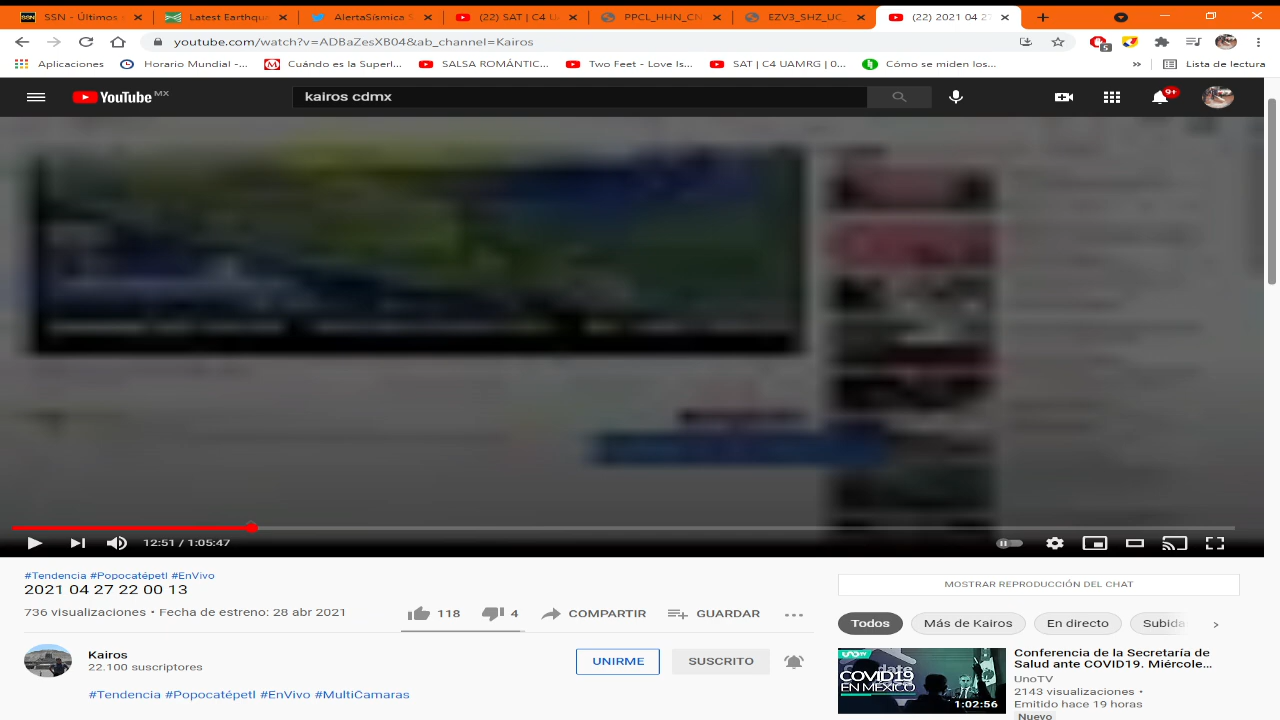 SSN - Últimos s
Latest Earthqua
AlertaSísmica S
(22) SAT | C4 U
PPCL_HHN_CN
EZV3_SHZ_UC_
(22) 2021 04 27
youtube.com/watch?v=ADBaZesXB04&ab_channel=Kairos
5
Aplicaciones
Horario Mundial -...
Cuándo es la Superl...
SALSA ROMÁNTIC...
Two Feet - Love Is...
SAT | C4 UAMRG | 0...
Cómo se miden los...
»
Lista de lectura
YouTube MX
kairos cdmx
9+
12:51 / 1:05:47
#Tendencia #Popocatépetl #EnVivo
2021 04 27 22 00 13
736 visualizaciones • Fecha de estreno: 28 abr 2021
118
4
COMPARTIR
GUARDAR
Kairos
22.100 suscriptores
UNIRME
SUSCRITO
#Tendencia #Popocatépetl #EnVivo #MultiCamaras
MOSTRAR REPRODUCCIÓN DEL CHAT
Todos
Más de Kairos
En directo
Subida
COVID19
EN MÉXICO
1:02:56
Conferencia de la Secretaría de
Salud ante COVID19. Miércole...
UnoTV
2143 visualizaciones •
Emitido hace 19 horas
Nuevo